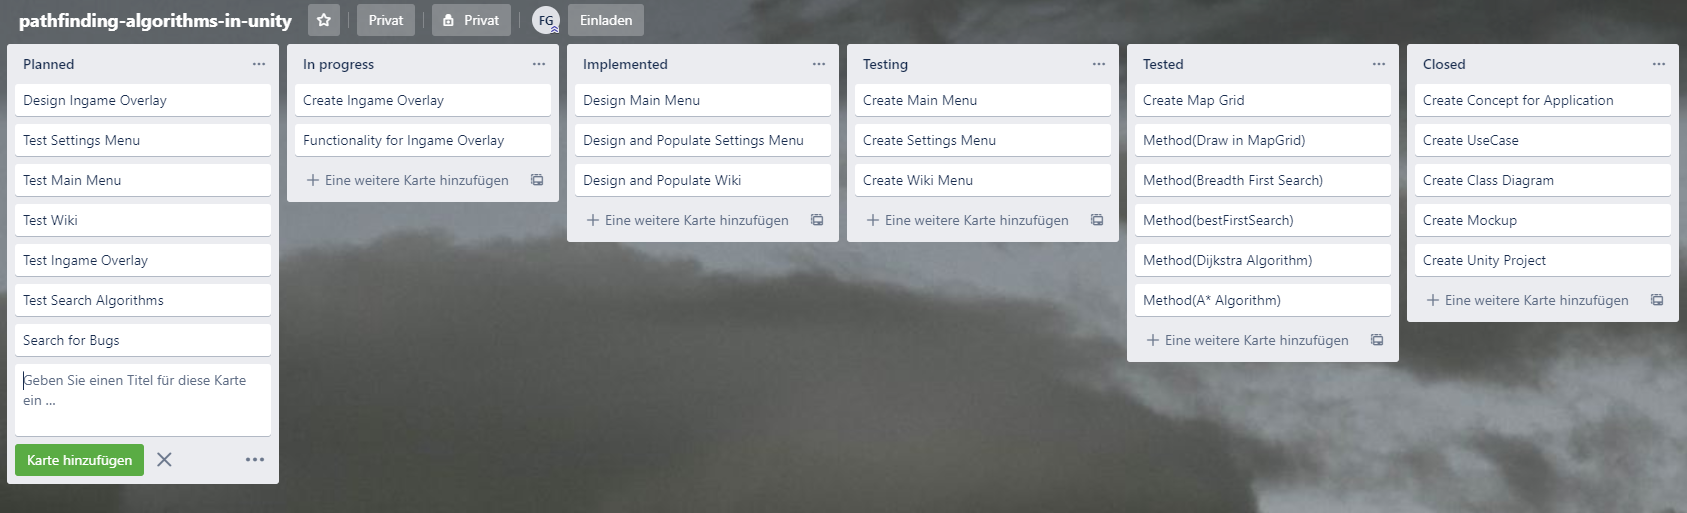 pathfinding-algorithms-in-unity
Privat
Privat
FG
Einladen
Planned
Design Ingame Overlay
Test Settings Menu
Test Main Menu
Test Wiki
Test Ingame Overlay
Test Search Algorithms
Search for Bugs
Geben Sie einen Titel für diese Karte
ein ...
Karte hinzufügen
In progress
Create Ingame Overlay
Functionality for Ingame Overlay
Eine weitere Karte hinzufügen
Implemented
Design Main Menu
Design and Populate Settings Menu
Design and Populate Wiki
Eine weitere Karte hinzufügen
Testing
Create Main Menu
Create Settings Menu
Create Wiki Menu
Eine weitere Karte hinzufügen
Tested
Create Map Grid
Method(Draw in MapGrid)
Method(Breadth First Search)
Method(bestFirstSearch)
Method(Dijkstra Algorithm)
Method(A* Algorithm)
Eine weitere Karte hinzufügen
Closed
Create Concept for Application
Create UseCase
Create Class Diagram
Create Mockup
Create Unity Project
Eine weitere Karte hinzufügen